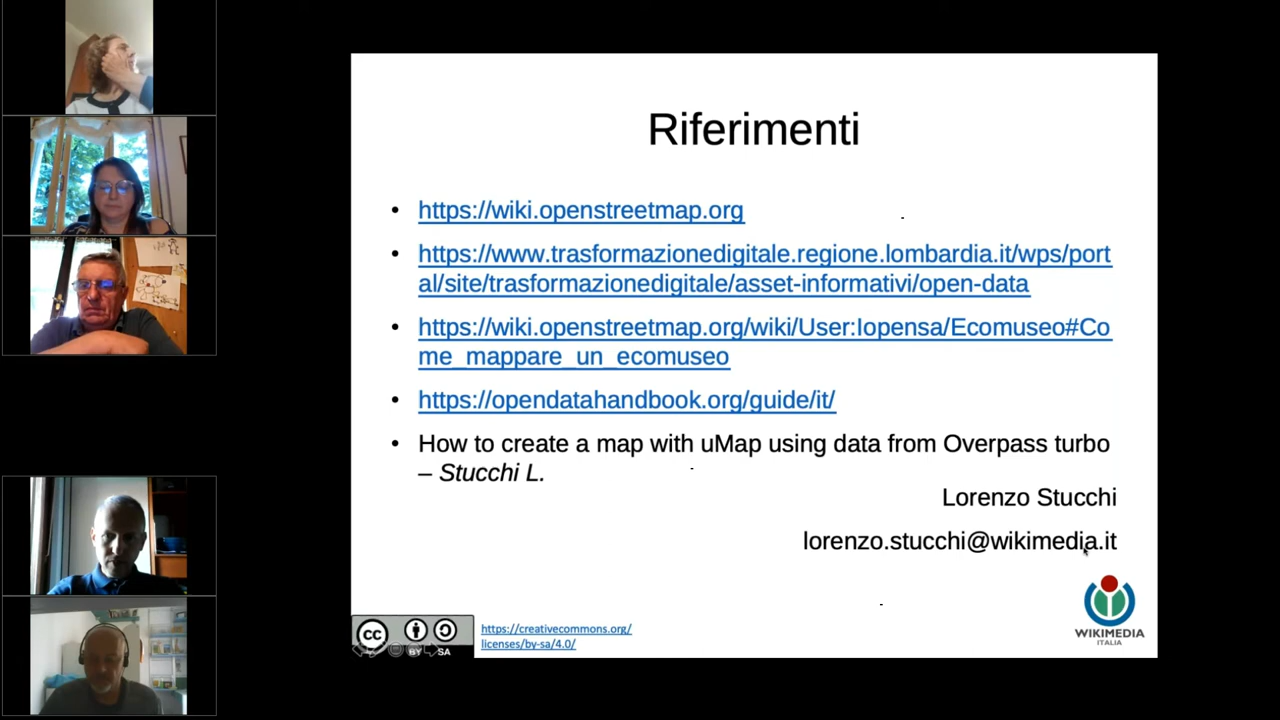 Riferimenti
• https://wiki.openstreetmap.org
• https://www.trasformazionedigitale.regione.lombardia.it/wps/port
al/site/trasformazionedigitale/asset-informativi/open-data
• https://wiki.openstreetmap.org/wiki/User:Iopensa/Ecomuseo#Co
me_mappare_un_ecomuseo
• https://opendatahandbook.org/guide/it/
• How to create a map with uMap using data from Overpass turbo
– Stucchi L.
Lorenzo Stucchi
lorenzo.stucchi@wikimedia.it
WIKIMEDIA
ITALIA
cc
BY SA
https://creativecommons.org/
licenses/by-sa/4.0/